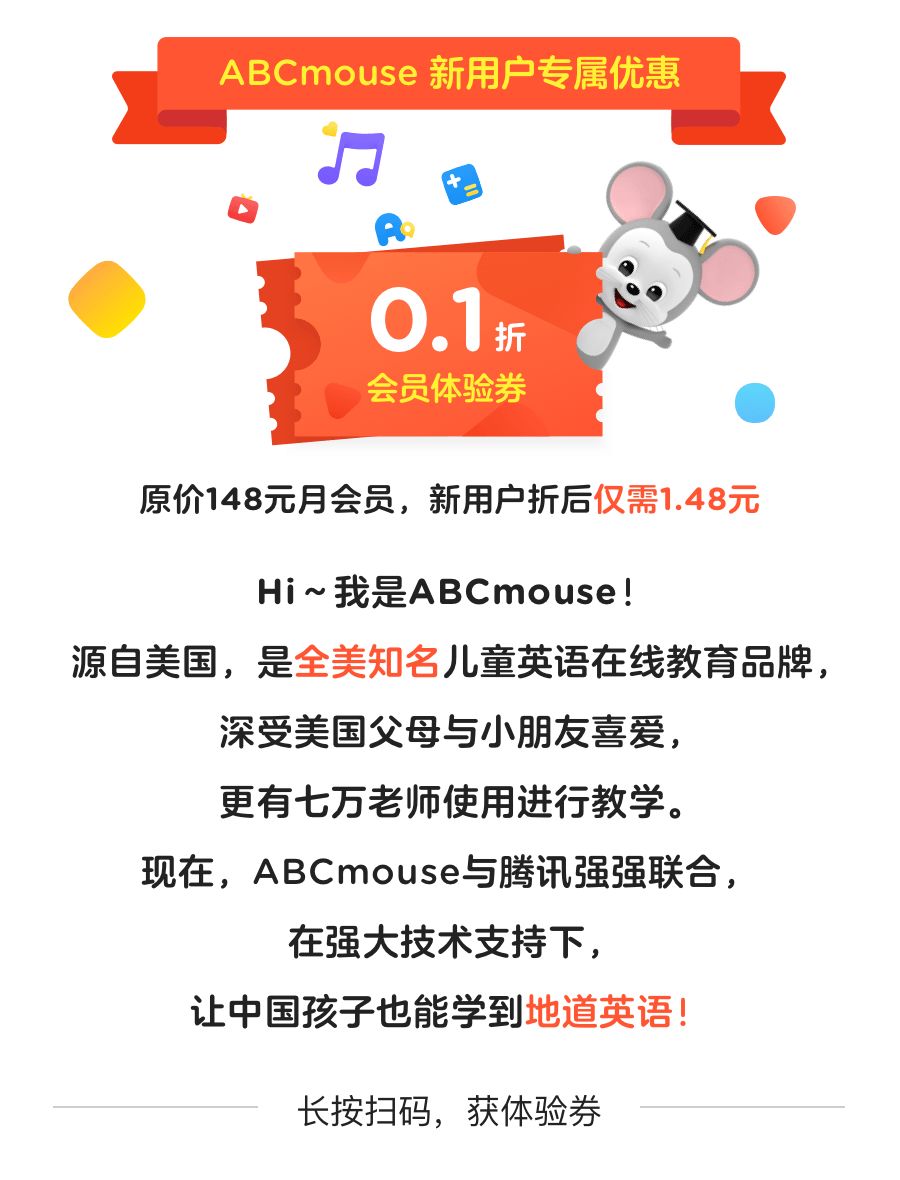 ABCmouse 新用户专属优惠
0.1折
会员体验券
原价148元月会员，新用户折后仅需1.48元
Hi～我是ABCmouse！
源自美国，是全美知名儿童英语在线教育品牌，
深受美国父母与小朋友喜爱，
更有七万老师使用进行教学。
现在，ABCmouse与腾讯强强联合，
在强大技术支持下，
让中国孩子也能学到地道英语！
长按扫码，获体验券